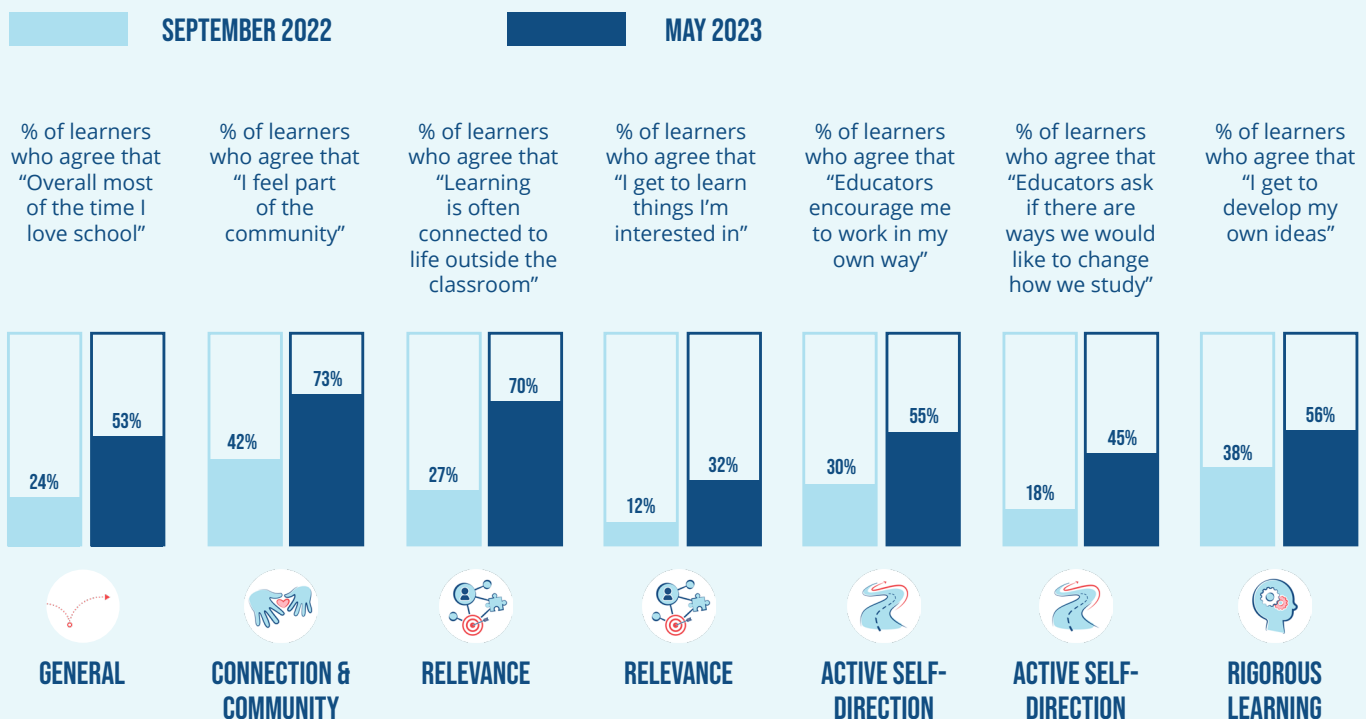 SEPTEMBER 2022
MAY 2023
% of learners
who agree that
“Overall most
of the time I
love school”
% of learners
who agree that
“I feel part
of the
community”
% of learners
who agree that
“Learning
is often
connected to
life outside the
classroom”
% of learners
who agree that
“I get to learn
things I’m
interested in”
% of learners
who agree that
“Educators
encourage me
to work in my
own way”
% of learners
who agree that
“Educators ask
if there are
ways we would
like to change
how we study”
% of learners
who agree that
“I get to
develop my
own ideas”
24%
53%
42%
73%
27%
70%
12%
32%
30%
55%
18%
45%
38%
56%
GENERAL
CONNECTION &
COMMUNITY
RELEVANCE
RELEVANCE
ACTIVE SELF-
DIRECTION
ACTIVE SELF-
DIRECTION
RIGOROUS
LEARNING